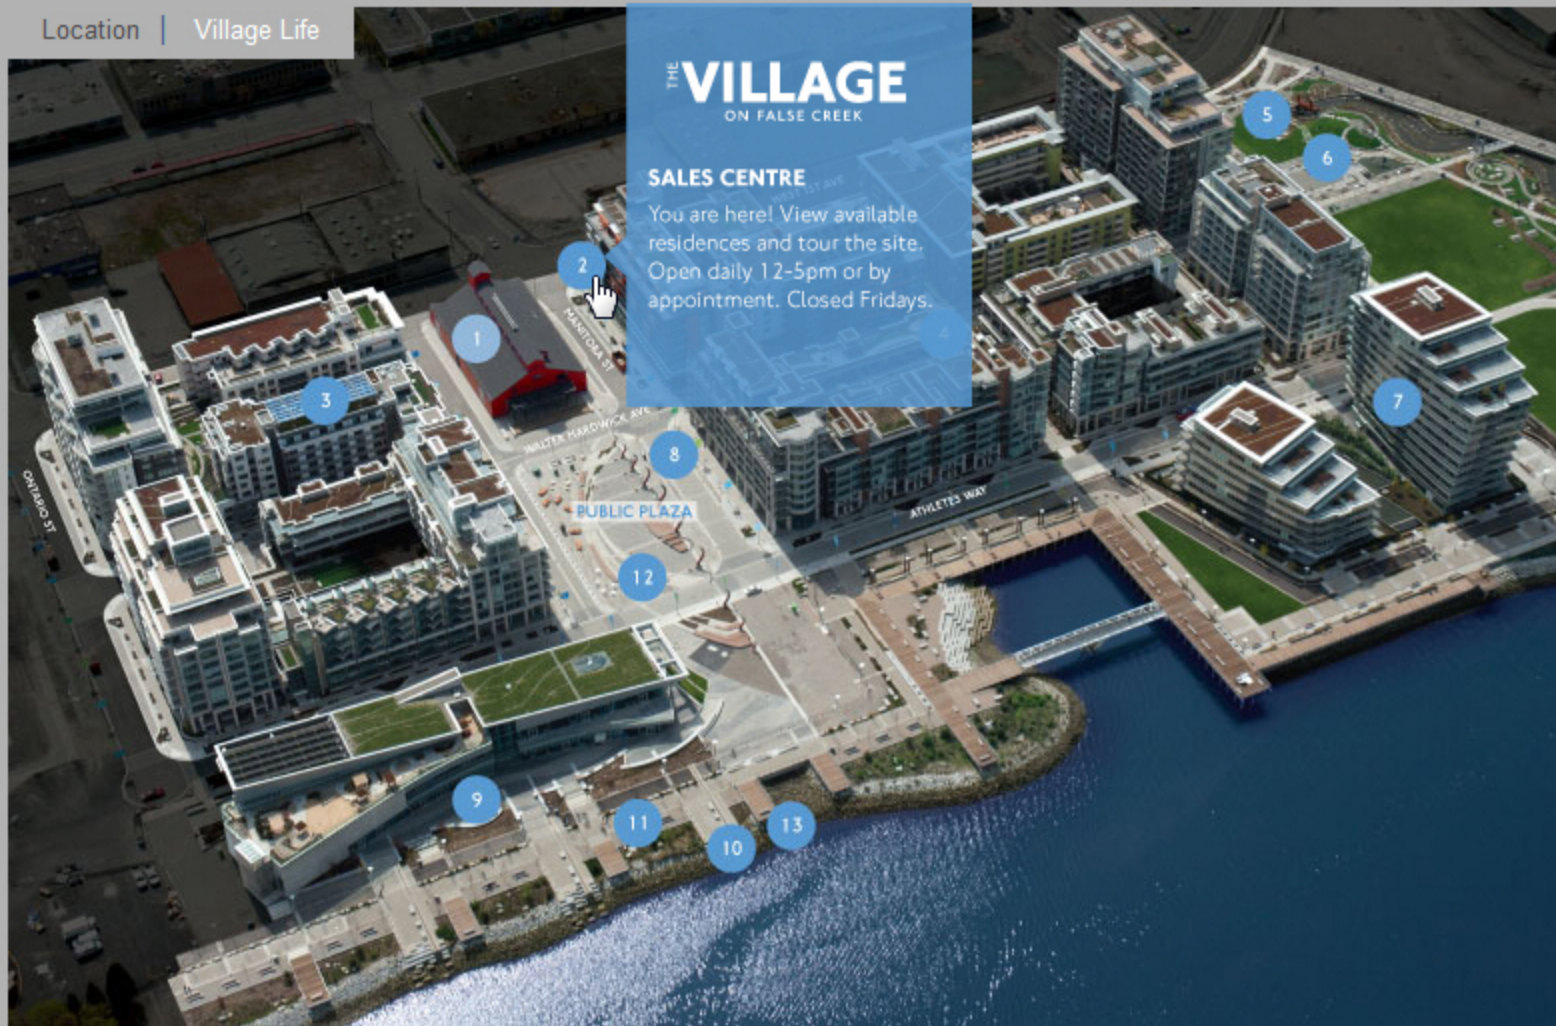 Location | Village Life
THE VILLAGE
ON FALSE CREEK
SALES CENTRE
You are here! View available
residences and tour the site.
Open daily 12-5pm or by
appointment. Closed Fridays.
1ST AVE
5
6
2
1
MANITOBA ST
4
3
7
WALTER HARDWICK AVE
8
ONTARIO ST
PUBLIC PLAZA
ATHLETES WAY
12
9
11
10
13